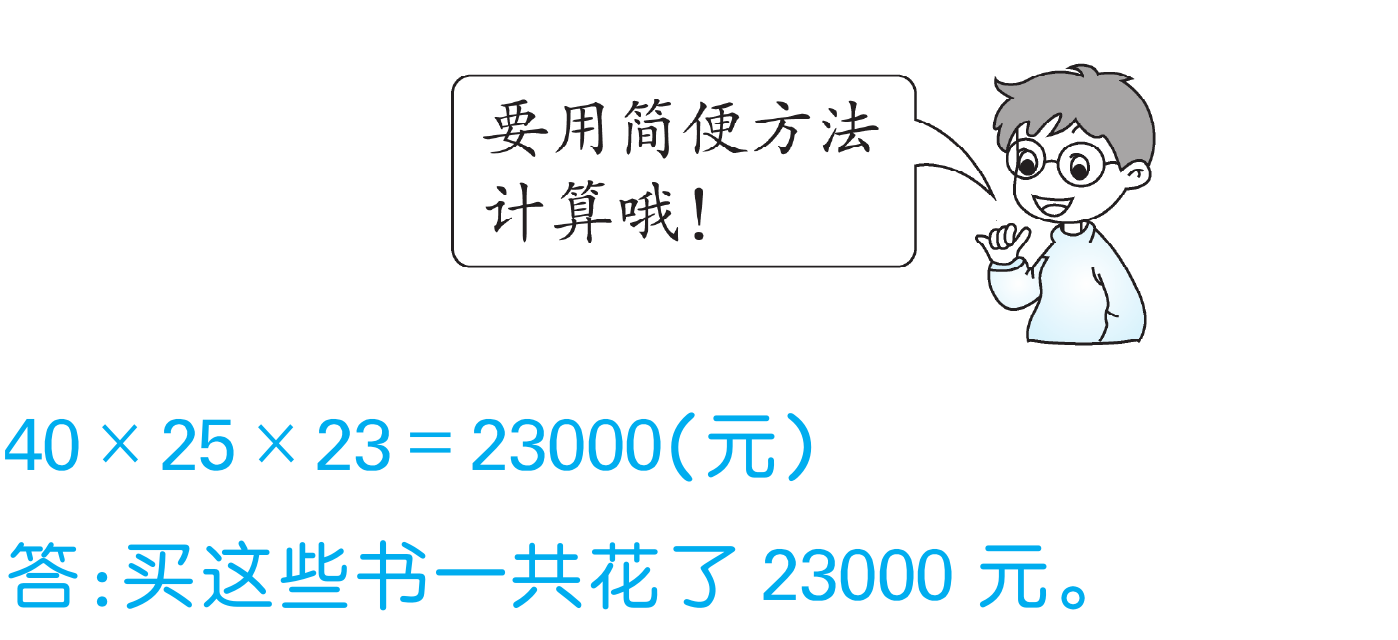 要用简便方法
计算哦！
40×25×23=23000(元)
答：买这些书一共花了 23000 元。